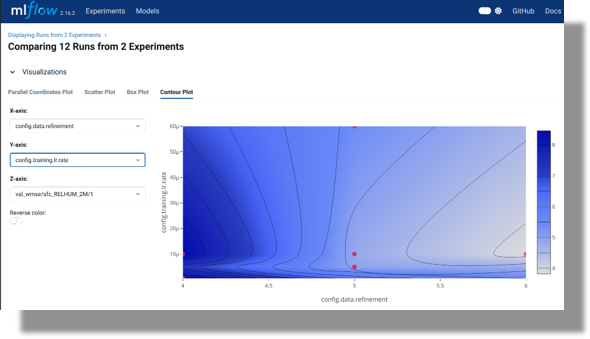 mlflow 2.16.2 Experiments Models GitHub Docs
Displaying Runs from 2 Experiments ›
Comparing 12 Runs from 2 Experiments
Visualizations
Parallel Coordinates Plot Scatter Plot Box Plot Contour Plot
X-axis:
config.data.refinement
Y-axis:
config.training.lr.rate
Z-axis:
val_wmse/sfc_RELHUM_2M/1
Reverse color:
60μ
50μ
40μ
30μ
20μ
10μ
config.training.lr.rate
4 4.5 5 5.5 6
config.data.refinement
8
7
6
5
4